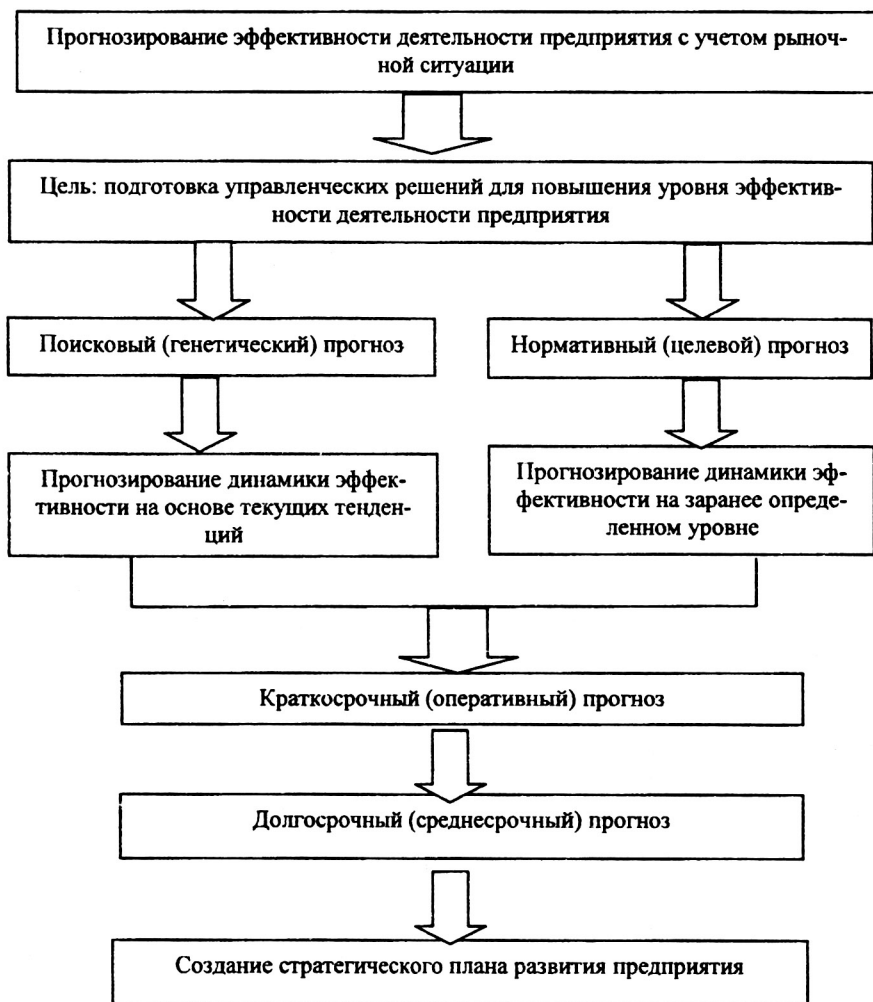 Прогнозирование эффективности деятельности предприятия с учетом рыноч-
ной ситуации
Цель: подготовка управленческих решений для повышения уровня эффектив-
ности деятельности предприятия
Поисковый (генетический) прогноз
Нормативный (целевой) прогноз
Прогнозирование динамики эффек-
тивности на основе текущих тенден-
ций
Прогнозирование динамики эф-
фективности на заранее опреде-
ленном уровне
Краткосрочный (оперативный) прогноз
Долгосрочный (среднесрочный) прогноз
Создание стратегического плана развития предприятия